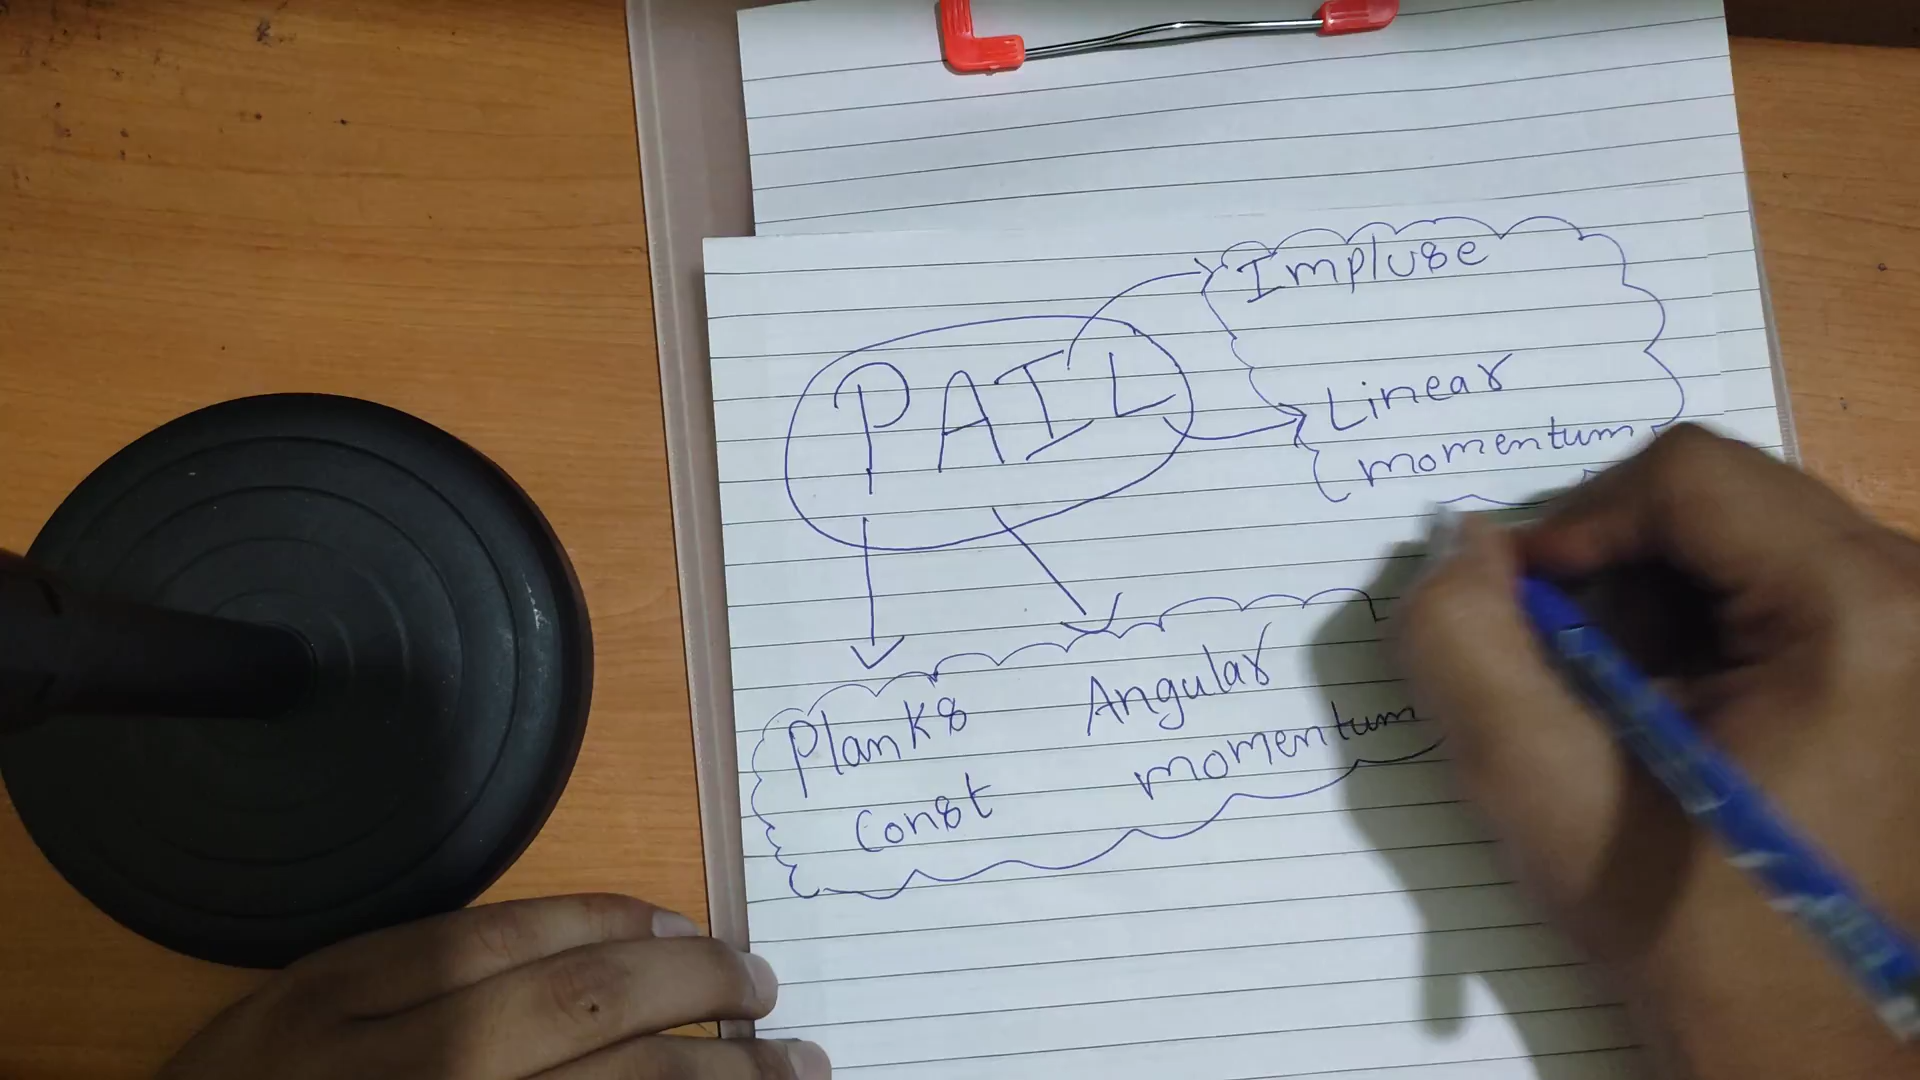 PAIL
Impluse
Linear
momentum
Planks
const
Angular
momentum